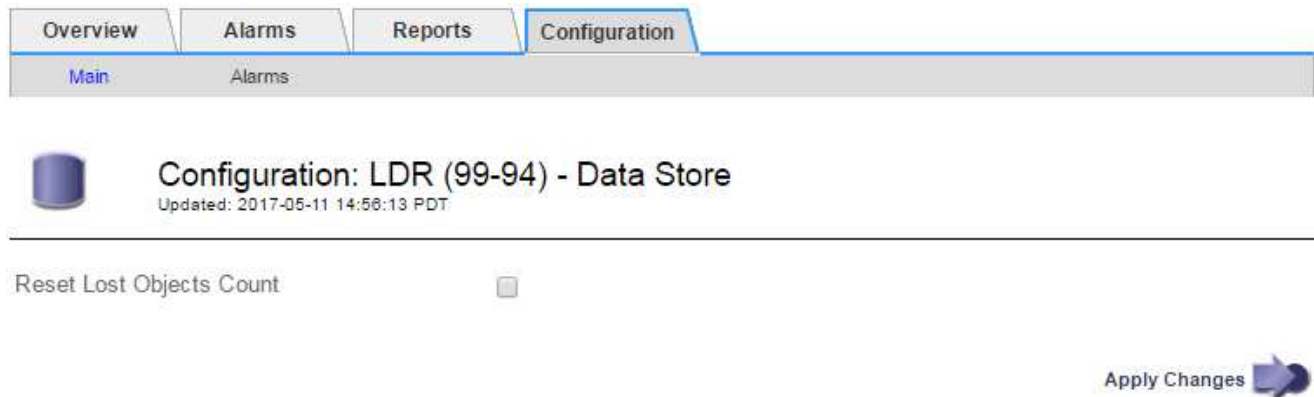 Overview Alarms Reports Configuration
Main Alarms
Configuration: LDR (99-94) - Data Store
Updated: 2017-05-11 14:56:13 PDT
Reset Lost Objects Count
Apply Changes